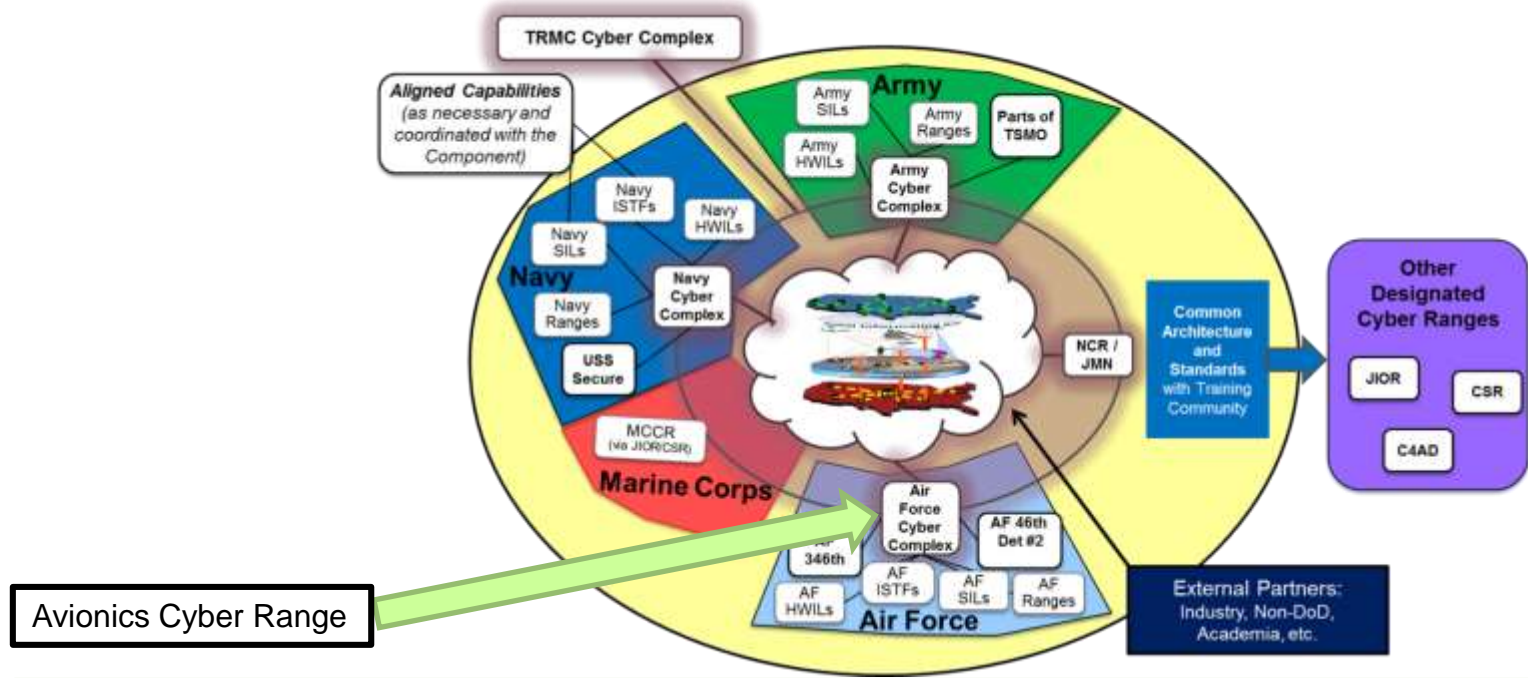 TRMC Cyber Complex
Aligned Capabilities
(as necessary and
coordinated with the
Component)
Army
Army
SILs
Army
Ranges
Parts of
TSMO
Army
HWILs
Army
Cyber
Complex
Navy
ISTFs
Navy
HWILs
Navy
SILs
Navy
Navy
Cyber
Complex
Navy
Ranges
USS
Secure
MCCR
(via JIOR/CSR)
Marine Corps
NCR /
JMN
Common
Architecture
and
Standards
with Training
Community
Other
Designated
Cyber Ranges
JIOR
CSR
C4AD
Air
Force
Cyber
Complex
AF
346th
AF 46th
Det #2
AF
HWILs
AF
ISTFs
AF
SILs
AF
Ranges
Air Force
External Partners:
Industry, Non-DoD,
Academia, etc.
Avionics Cyber Range